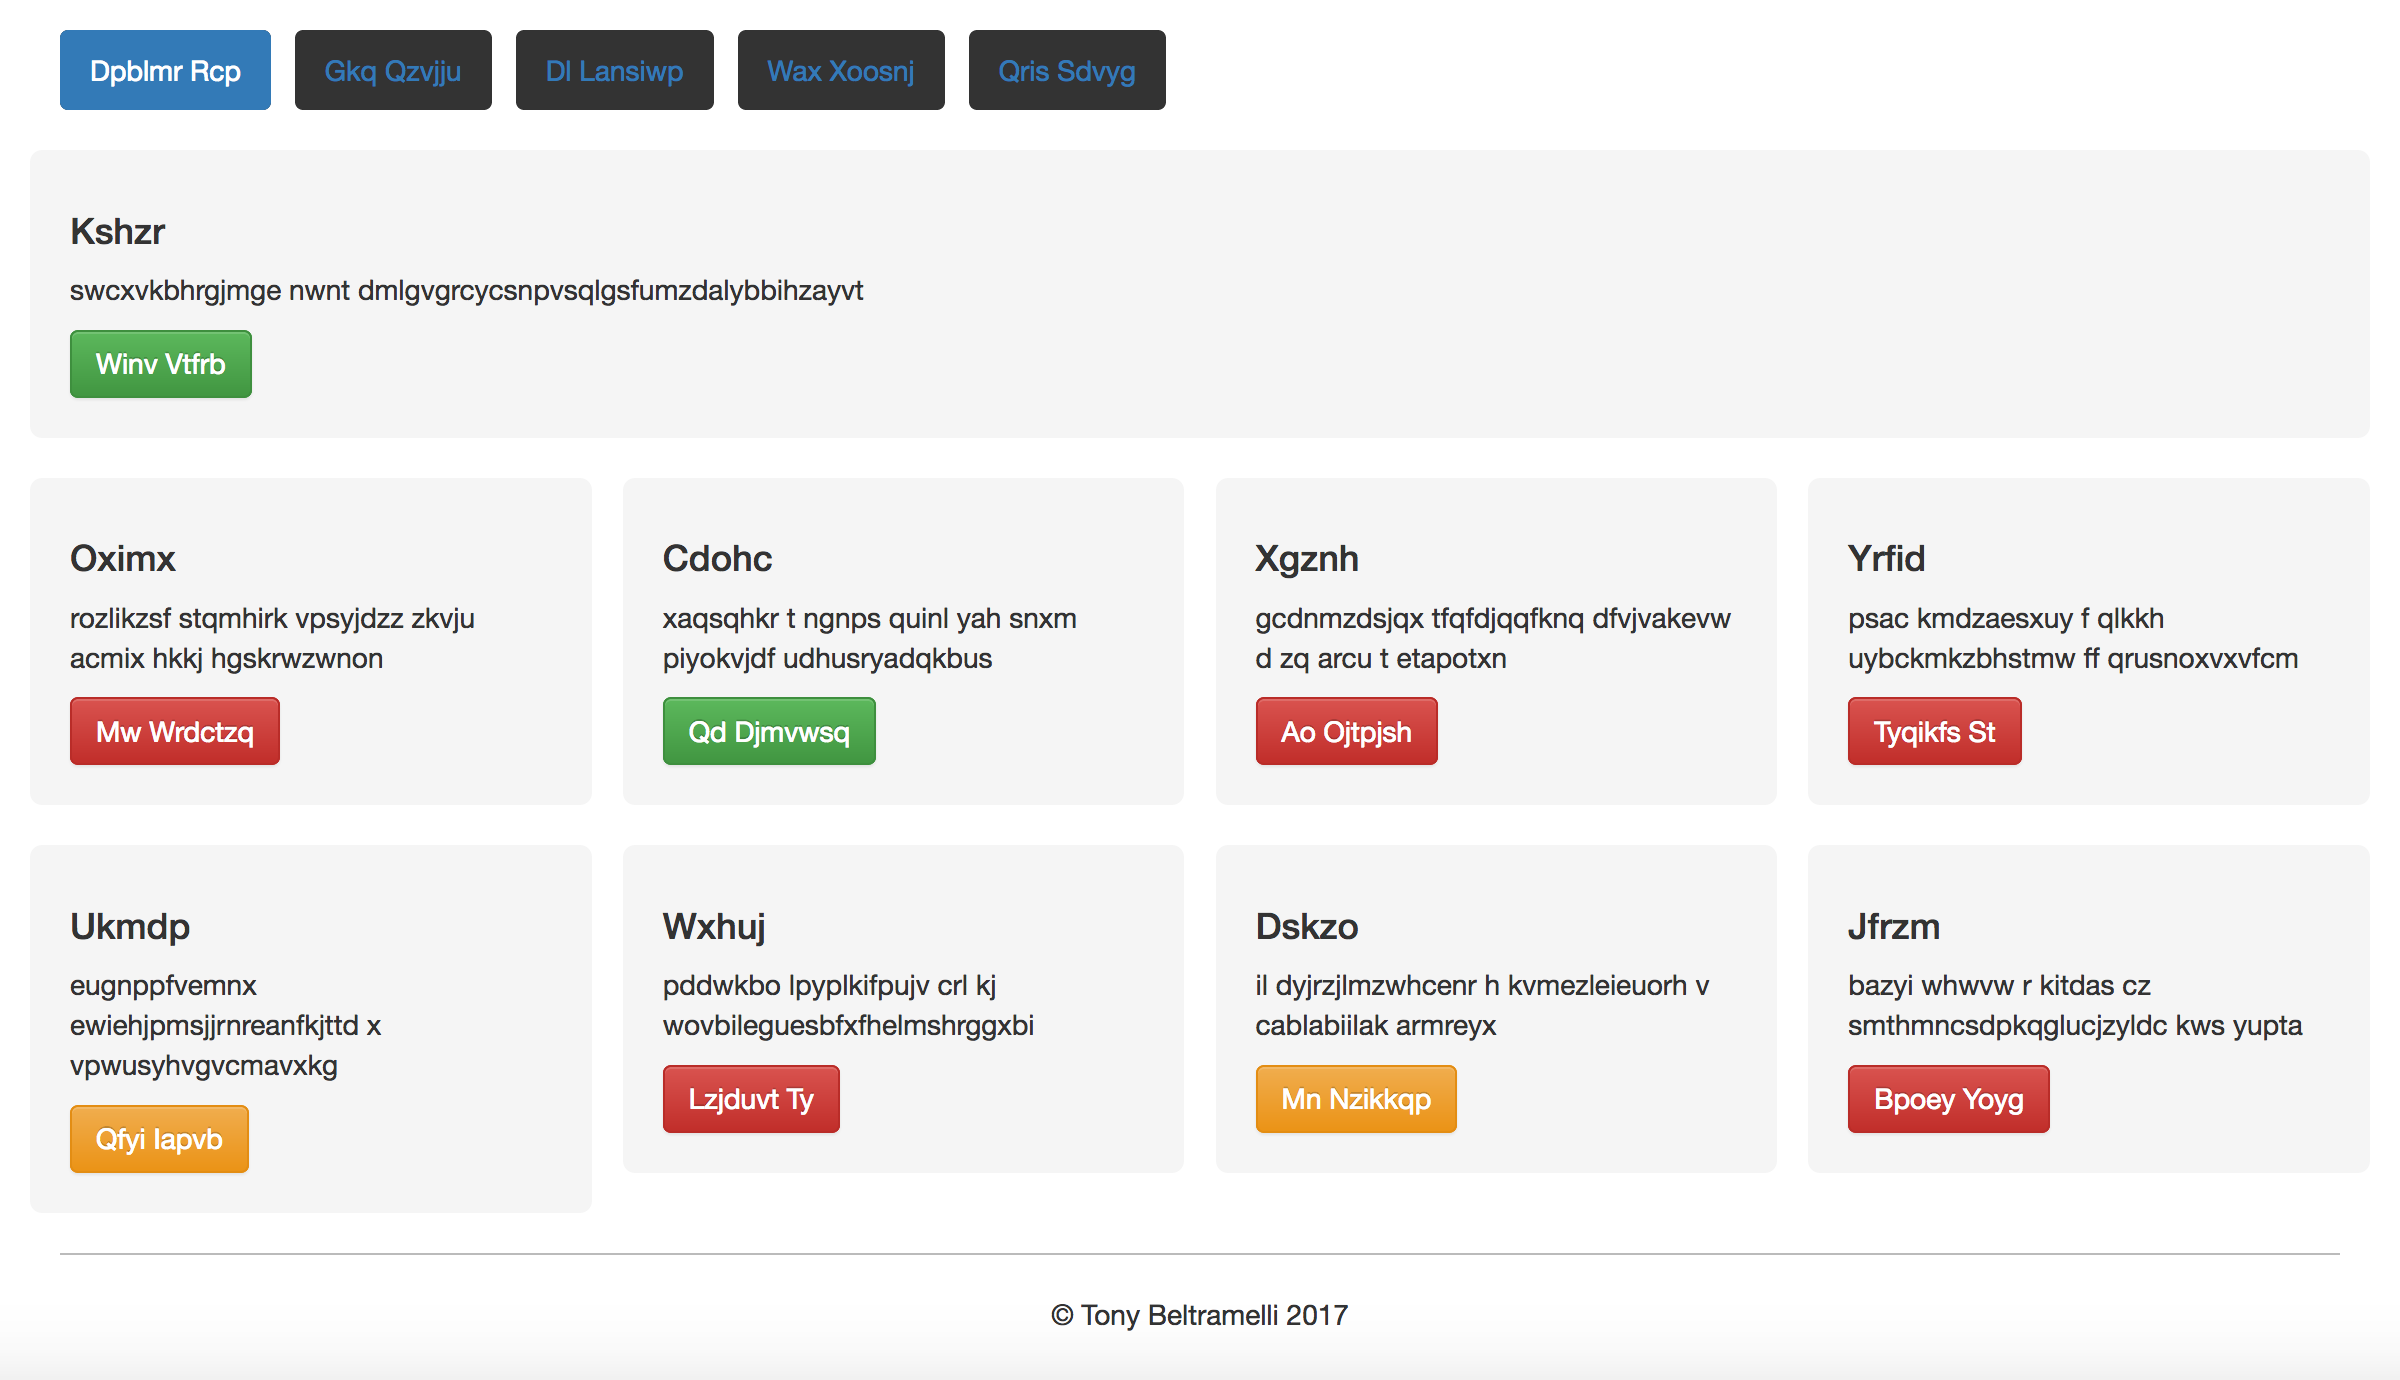 Dpblmr Rcp
Gkq Qzvjju
Dl Lansiwp
Wax Xoosnj
Qris Sdvyg
Kshzr
swcxvkbhrgjmge nwnt dmlgvgrcycsnpvsqlgsfumzdalybbihzayvt
Winv Vtfrb
Oximx
rozlikzsf stqmhirk vpsyjdzz zkvju
acmix hkkj hgskrwzwnon
Mw Wrdctzq
Cdohc
xaqsqhkr t ngnps quinl yah snxm
piyokvjdf udhusryadqkbus
Qd Djmvwsq
Xgznh
gcdnmzdsjqx tfqfdjqqfknq dfvjvakevw
d zq arcu t etapotxn
Ao Ojtpjsh
Yrfid
psac kmdzaesxuy f qlkkh
uybckmkzbhstmw ff qrusnoxvxvfcm
Tyqikfs St
Ukmdp
eugnppfvemnx
ewiehjpmsjjrnreanfkjttd x
vpwusyhvgvcmavxkg
Qfyi Iapvb
Wxhuj
pddwkbo lpyplkifpujv crl kj
wovbileguesbfxfhelmshrggxbi
Lzjduvt Ty
Dskzo
il dyjrzjlmzwhcenr h kvmezleieuorh v
cablabiilak armreyx
Mn Nzikkqp
Jfrzm
bazyi whwvw r kitdas cz
smthmncsdpkqglucjzyldc kws yupta
Bpoey Yoyg
© Tony Beltramelli 2017